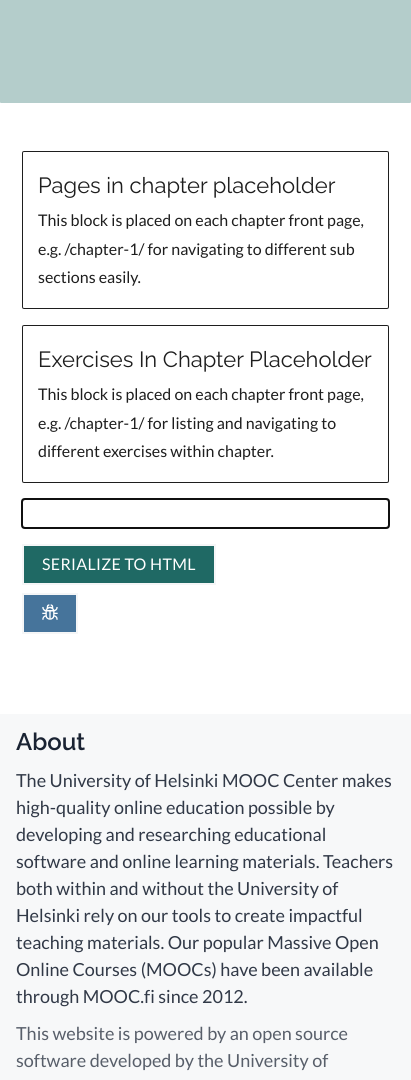 Pages in chapter placeholder
This block is placed on each chapter front page,
e.g. /chapter-1/ for navigating to different sub
sections easily.
Exercises In Chapter Placeholder
This block is placed on each chapter front page,
e.g. /chapter-1/ for listing and navigating to
different exercises within chapter.
SERIALIZE TO HTML
About
The University of Helsinki MOOC Center makes
high-quality online education possible by
developing and researching educational
software and online learning materials. Teachers
both within and without the University of
Helsinki rely on our tools to create impactful
teaching materials. Our popular Massive Open
Online Courses (MOOCs) have been available
through MOOC.fi since 2012.
This website is powered by an open source
software developed by the University of